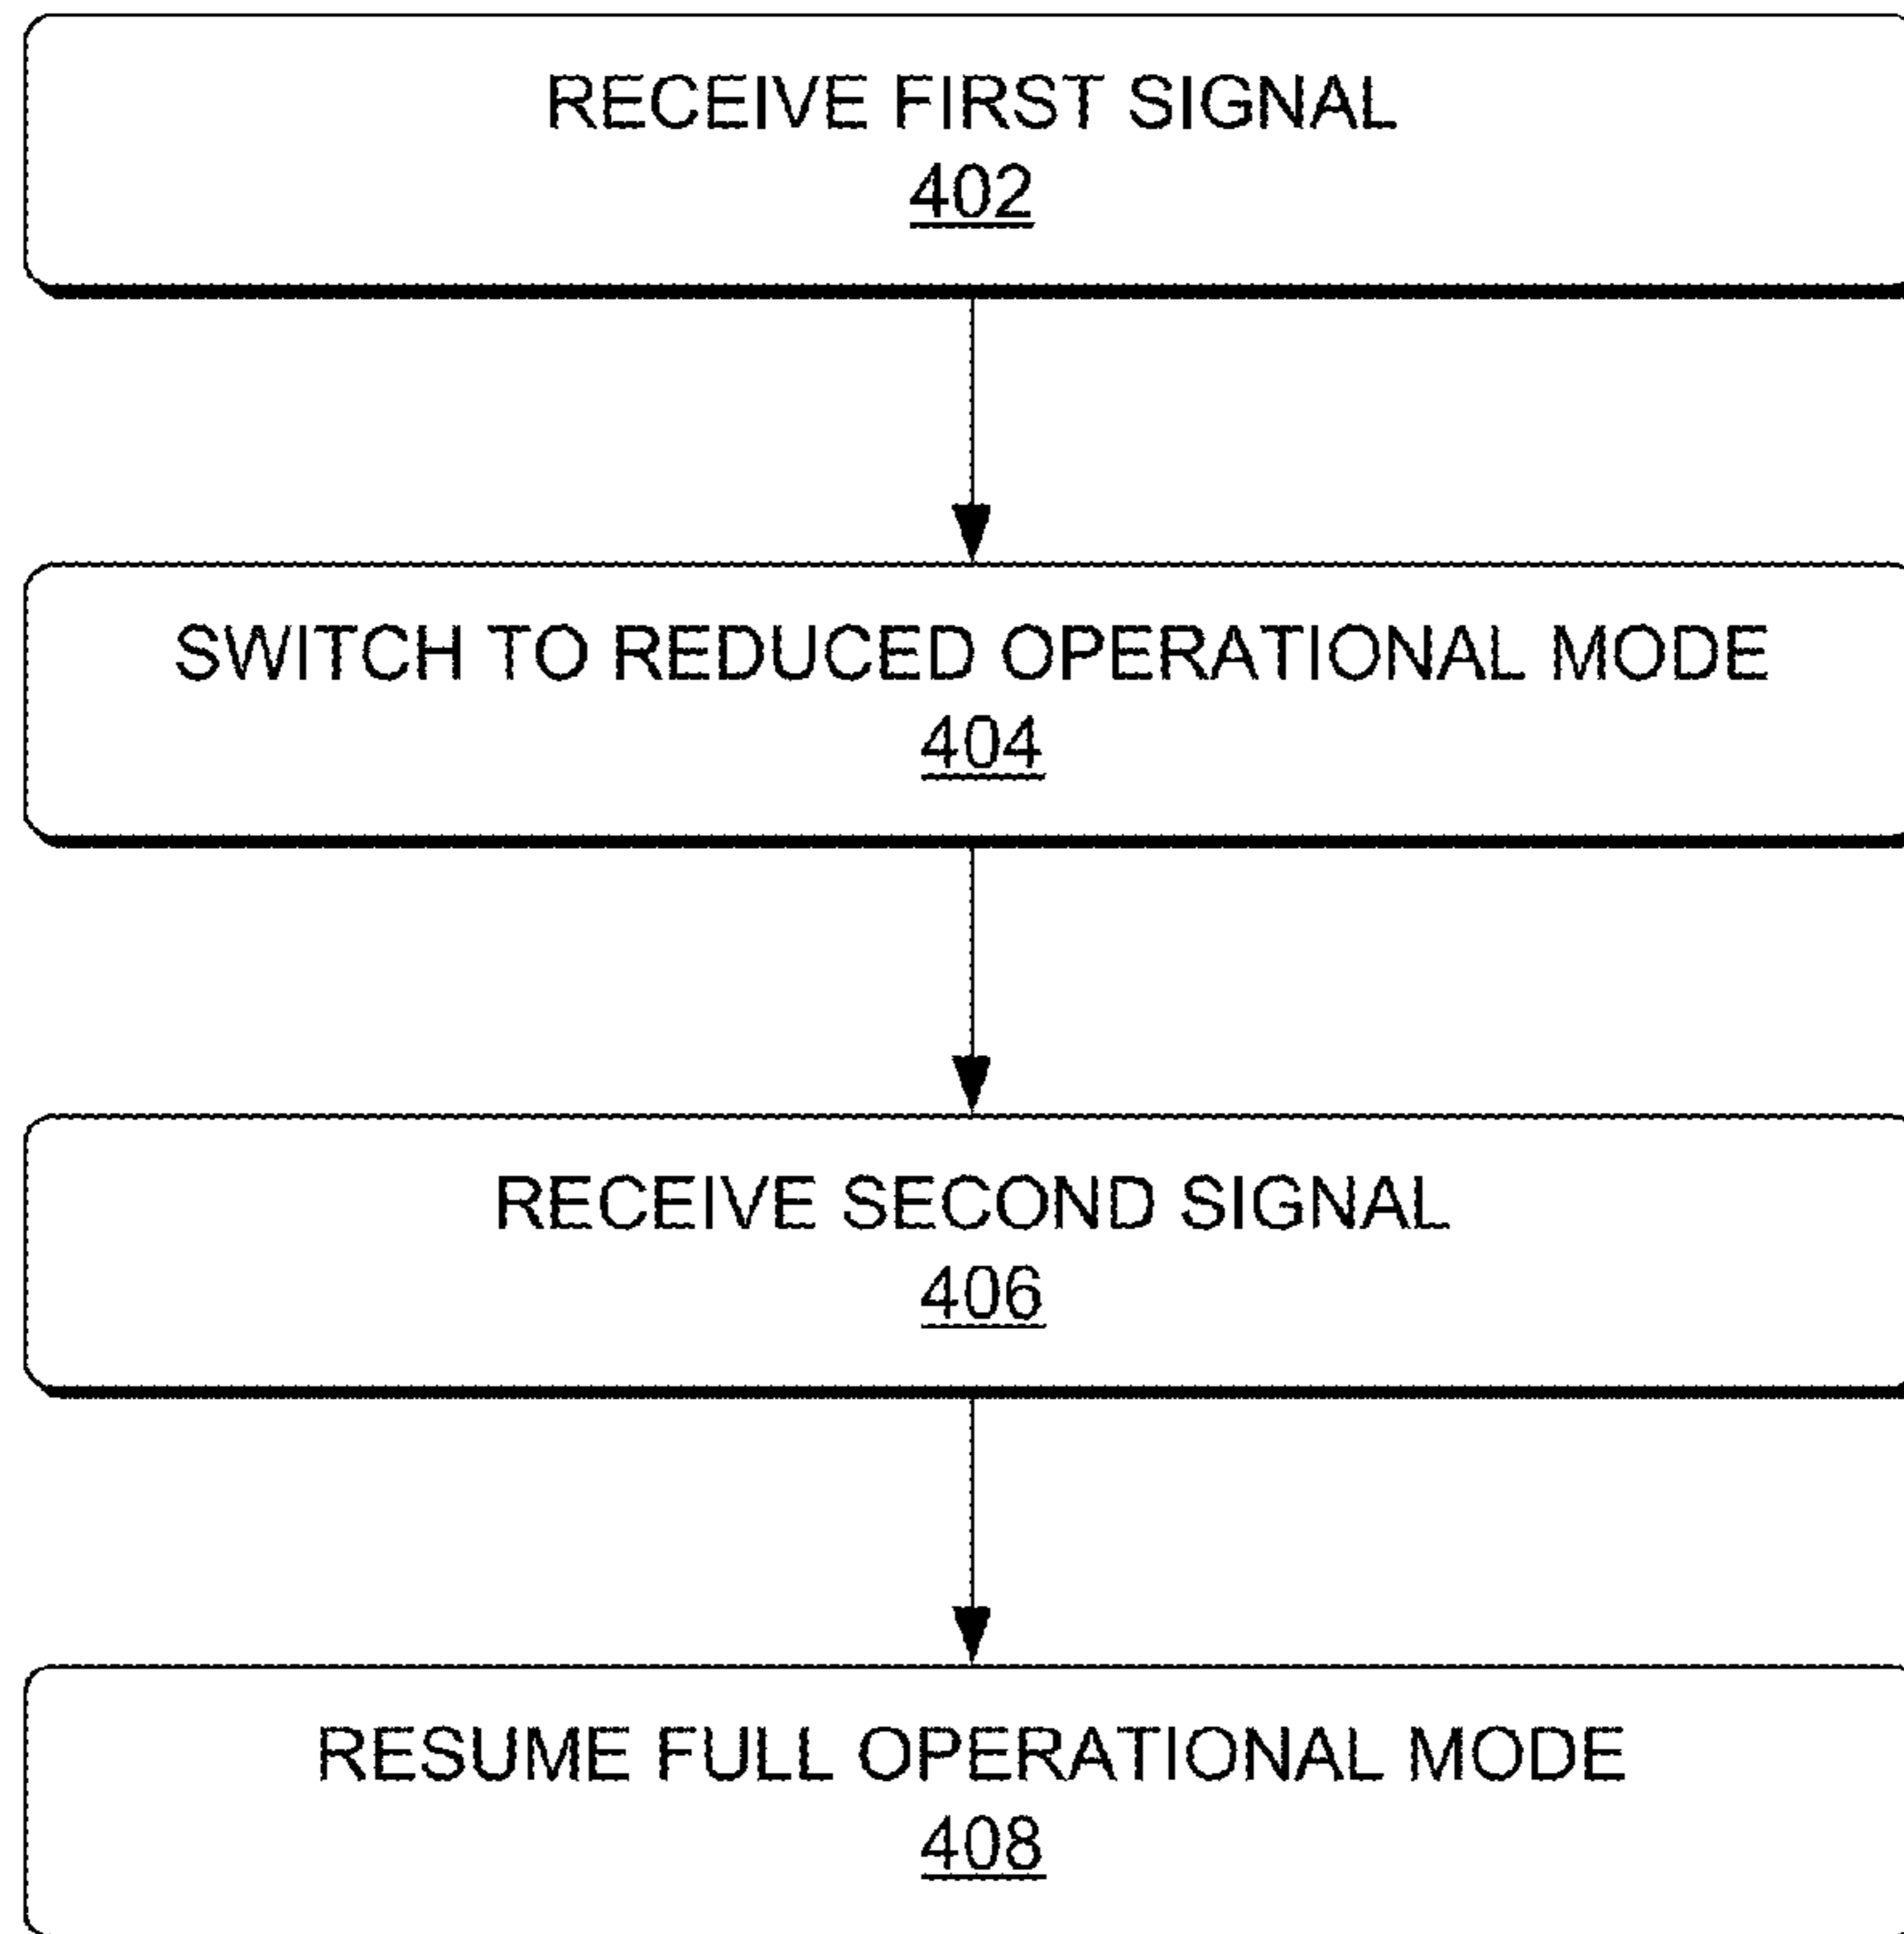 RECEIVE FIRST SIGNAL
402
SWITCH TO REDUCED OPERATIONAL MODE
404
RECEIVE SECOND SIGNAL
406
RESUME FULL OPERATIONAL MODE
408